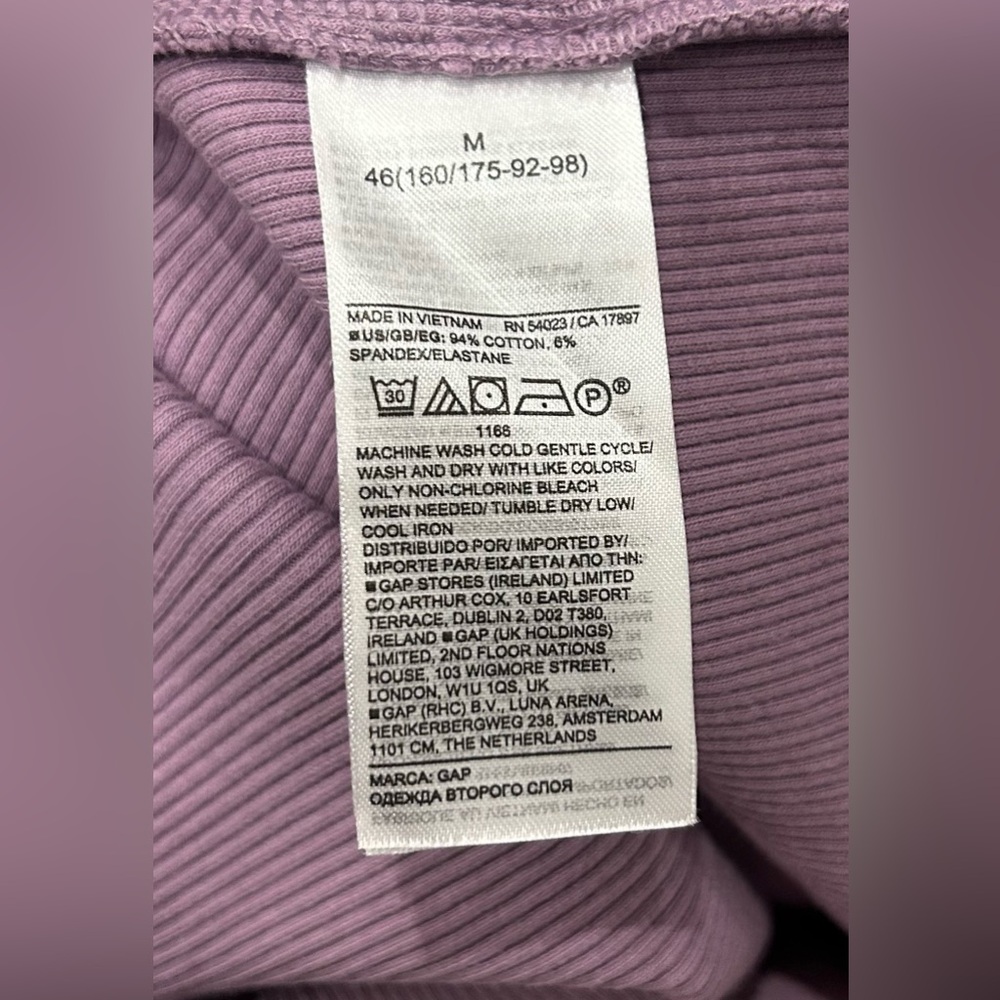 M
46(160/175-92-98)
MADE IN VIETNAM RN 54023 / CA 17897
US/GB/EG: 94% COTTON, 6%
SPANDEX/ELASTANE
30 P®
1166
MACHINE WASH COLD GENTLE CYCLE/
WASH AND DRY WITH LIKE COLORS/
ONLY NON-CHLORINE BLEACH
WHEN NEEDED/ TUMBLE DRY LOW/
COOL IRON
DISTRIBUIDO POR/ IMPORTED BY/
IMPORTE PAR/ ΕΙΣΑΓΕΤΑΙ ΑΠΟ ΤΗΝ:
■GAP STORES (IRELAND) LIMITED
C/O ARTHUR COX, 10 EARLSFORT
TERRACE, DUBLIN 2, D02 T380,
IRELAND ■GAP (UK HOLDINGS)
LIMITED, 2ND FLOOR NATIONS
HOUSE, 103 WIGMORE STREET,
LONDON, W1U 1QS, UK
■GAP (RHC) B.V., LUNA ARENA,
HERIKERBERGWEG 238, AMSTERDAM
1101 CM, THE NETHERLANDS
MARCA: GAP
ОДЕЖДА ВТОРОГО СЛОЯ